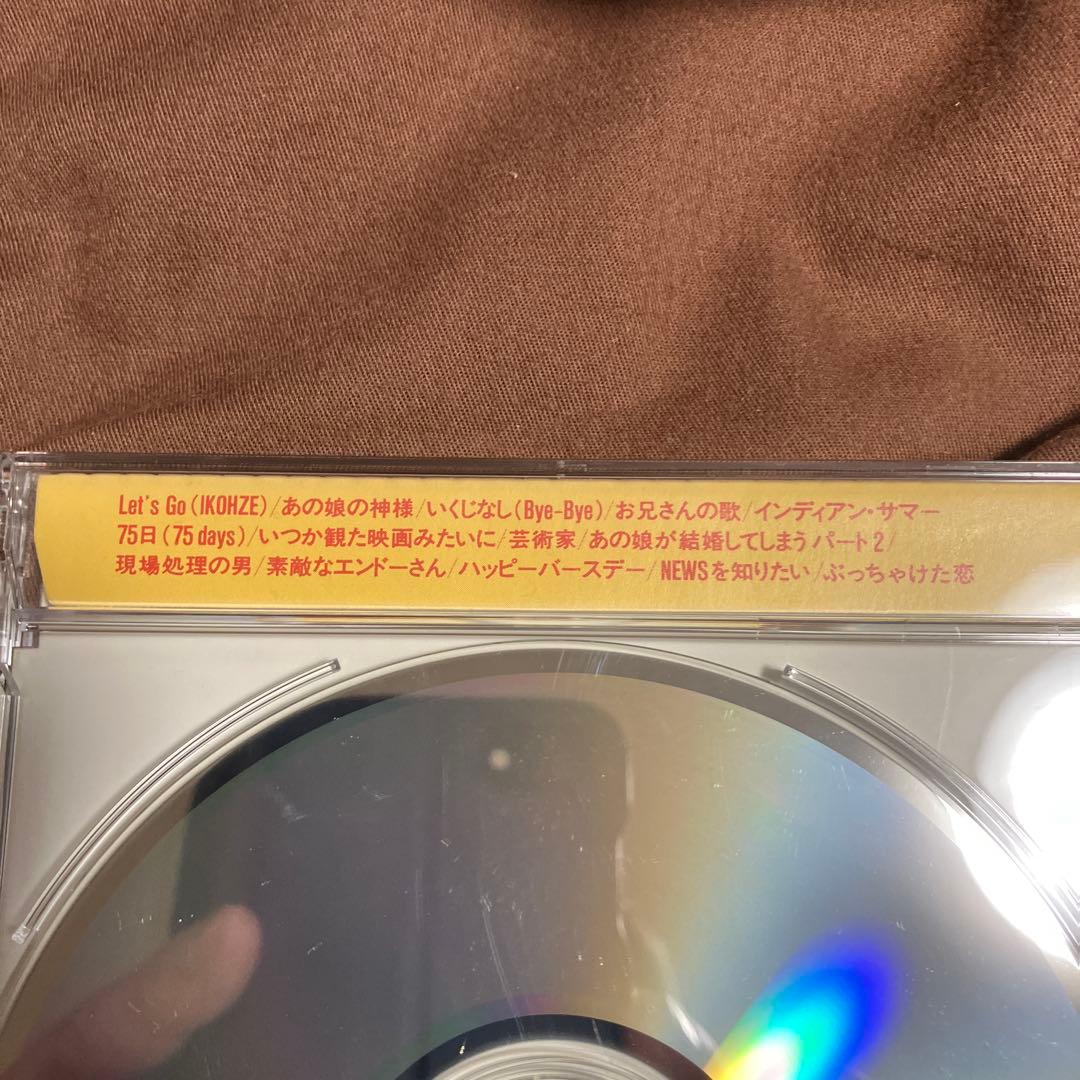 Let's Go(IKOHZE)/あの娘の神様/いくじなし(Bye-Bye)/お兄さんの歌/インディアン・サマー
75日(75 days)/いつか観た映画みたいに/芸術家/あの娘が結婚してしまう パート2/
現場処理の男/素敵なエンドーさん/ハッピーバースデー/NEWSを知りたい/ぶっちゃけた恋